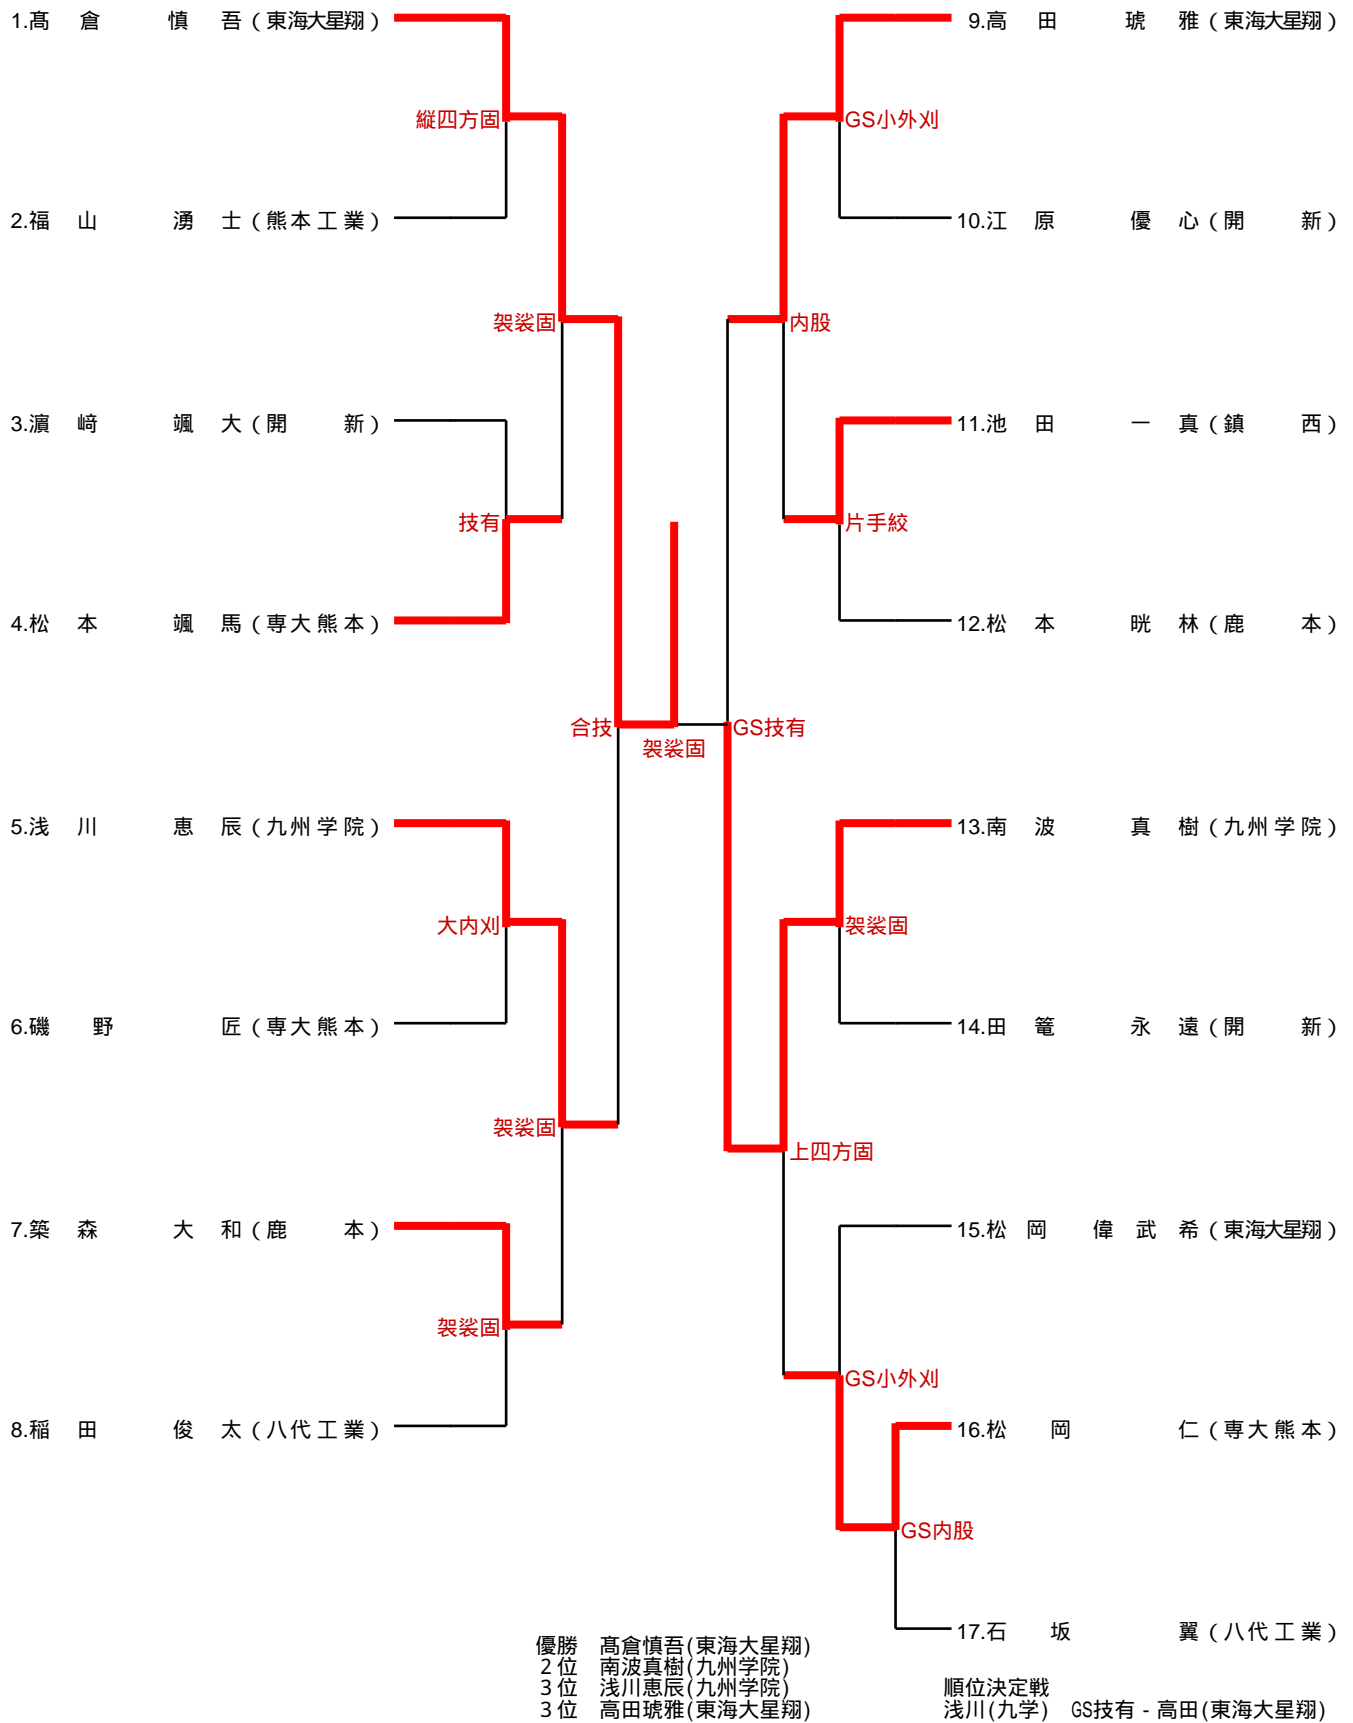 1.髙倉 慎吾(東海大星翔)
縦四方固
2.福山 湧士(熊本工業)
袈裟固
3.濵﨑 颯大(開 新)
技有
4.松本 颯馬(専大熊本)
合技
袈裟固
5.浅川 恵辰(九州学院)
大内刈
6.磯野 匠(専大熊本)
袈裟固
7.築森 大和(鹿 本)
袈裟固
8.稲田 俊太(八代工業)
9.高田 琥雅(東海大星翔)
GS小外刈
10.江原 優心(開 新)
内股
11.池田 一真(鎮 西)
片手絞
12.松本 晄林(鹿 本)
GS技有
13.南波 真樹(九州学院)
袈裟固
14.田篭 永遠(開 新)
上四方固
15.松岡 偉武希(東海大星翔)
GS小外刈
16.松岡 仁(専大熊本)
GS内股
17.石坂 翼(八代工業)
優勝 髙倉慎吾(東海大星翔)
2位 南波真樹(九州学院)
3位 浅川恵辰(九州学院)
3位 高田琥雅(東海大星翔)
順位決定戦
浅川(九学) GS技有 - 高田(東海大星翔)